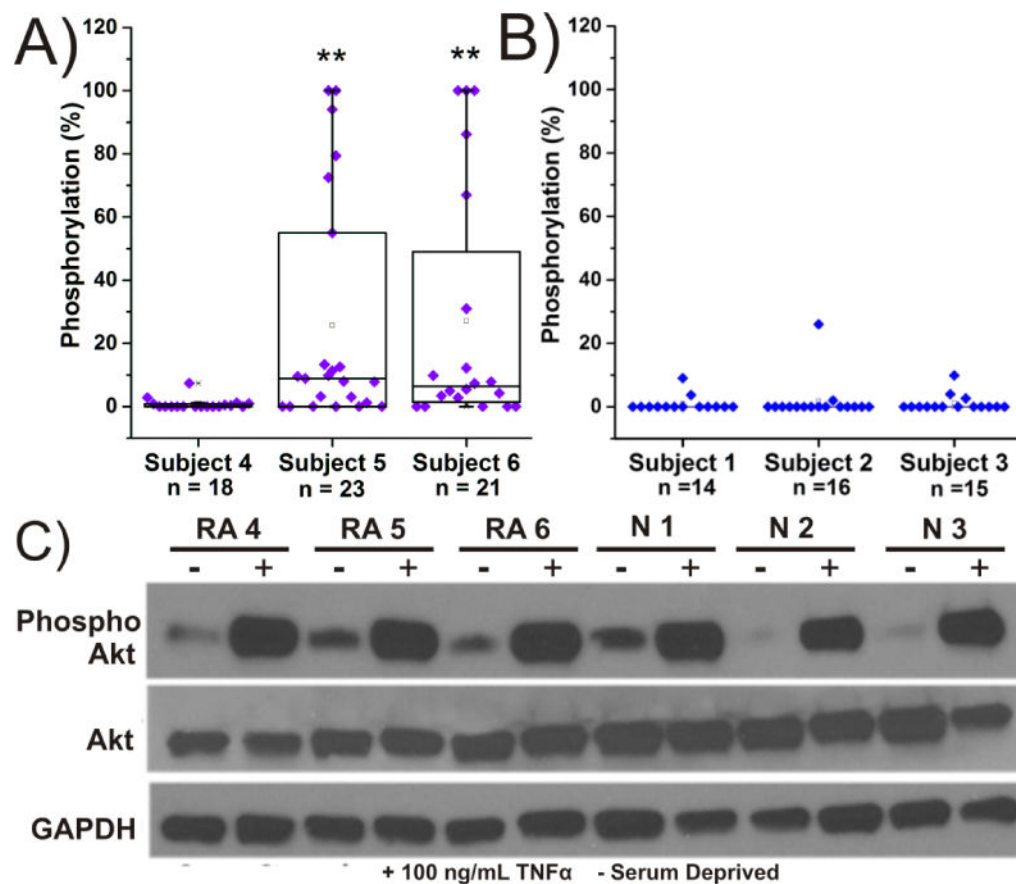 A)
Phosphorylation (%)
120
100
80
60
40
20
0
**
**
Subject 4
n = 18
Subject 5
n = 23
Subject 6
n = 21
B)
Phosphorylation (%)
120
100
80
60
40
20
0
Subject 1
n =14
Subject 2
n =16
Subject 3
n =15
C)
RA 4 RA 5 RA 6 N 1 N 2 N 3
- + - + - + - + - + - +
Phospho
Akt
Akt
GAPDH
+ 100 ng/mL TNFα - Serum Deprived